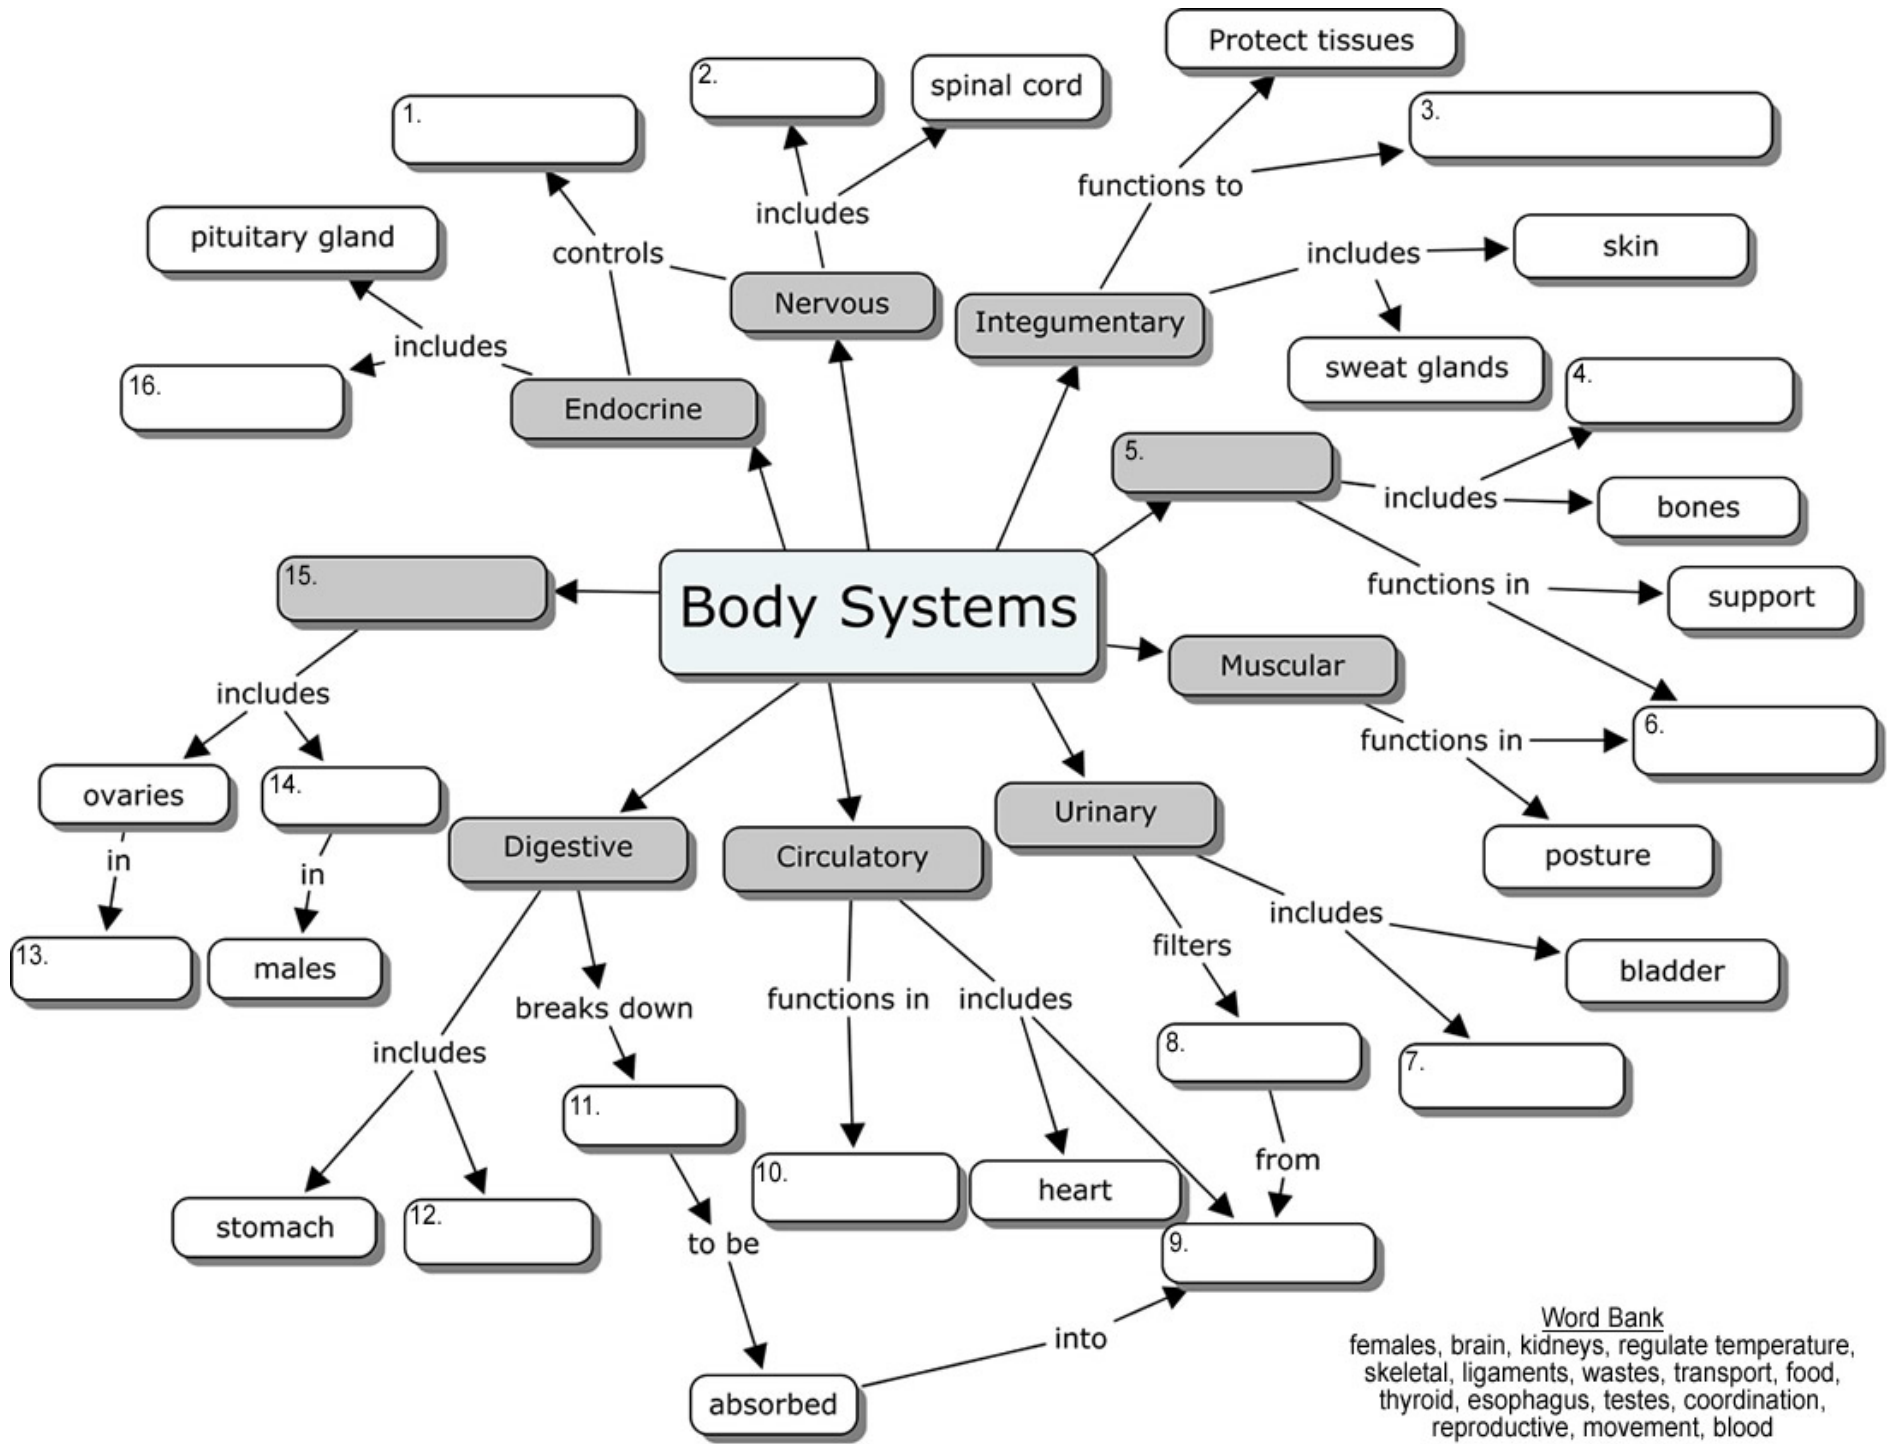 Protect tissues
2.
spinal cord
1.
3.
functions to
includes
pituitary gland
controls
includes
skin
Nervous
Integumentary
includes
sweat glands
16.
Endocrine
4.
5.
includes
bones
15.
Body Systems
functions in
support
Muscular
includes
functions in
6.
ovaries
14.
Urinary
Digestive
Circulatory
posture
in
in
includes
filters
13.
males
bladder
breaks down
functions in
includes
includes
8.
7.
11.
10.
heart
from
stomach
12.
to be
9.
into
absorbed
Word Bank
females, brain, kidneys, regulate temperature,
skeletal, ligaments, wastes, transport, food,
thyroid, esophagus, testes, coordination,
reproductive, movement, blood